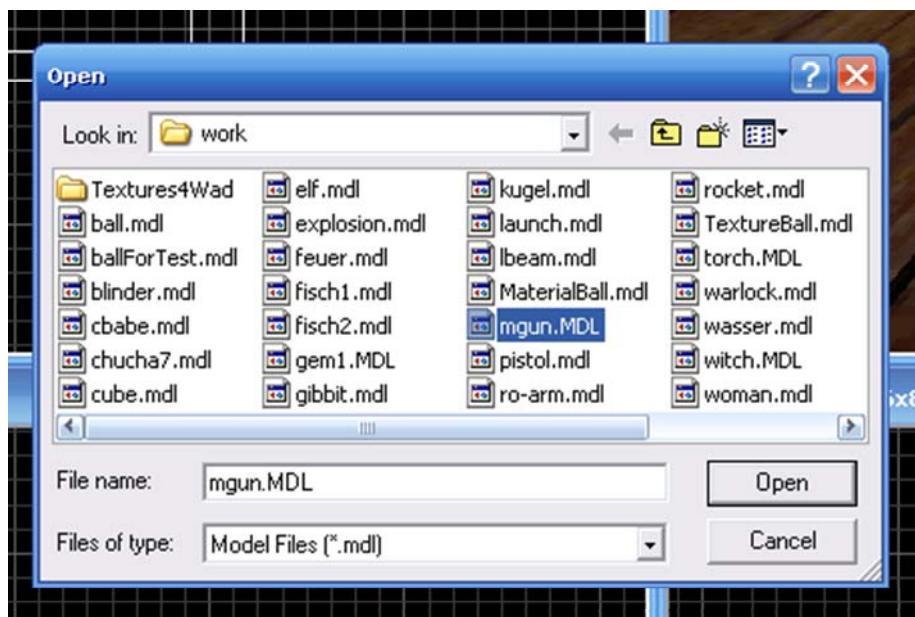 Open
Look in: work
Textures4Wad elf.mdl kugel.mdl rocket.mdl
ball.mdl explosion.mdl launch.mdl TextureBall.mdl
ballForTest.mdl feuer.mdl lbeam.mdl torch.MDL
blinder.mdl fisch1.mdl MaterialBall.mdl warlock.mdl
cbabe.mdl fisch2.mdl mgun.MDL wasser.mdl
chucha7.mdl gem1.MDL pistol.mdl witch.MDL
cube.mdl gibbit.mdl ro-arm.mdl woman.mdl
File name: mgun.MDL Open
Files of type: Model Files (*.mdl) Cancel